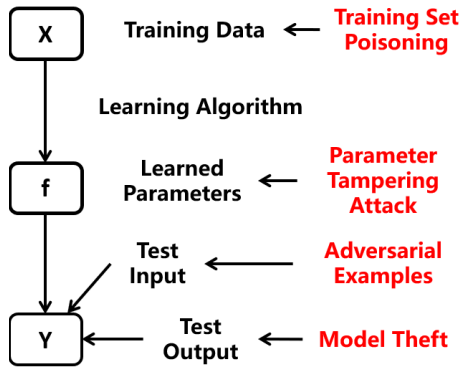 X
Training Data
Training Set
Poisoning
Learning Algorithm
f
Learned
Parameters
Parameter
Tampering
Attack
Test
Input
Adversarial
Examples
Y
Test
Output
Model Theft